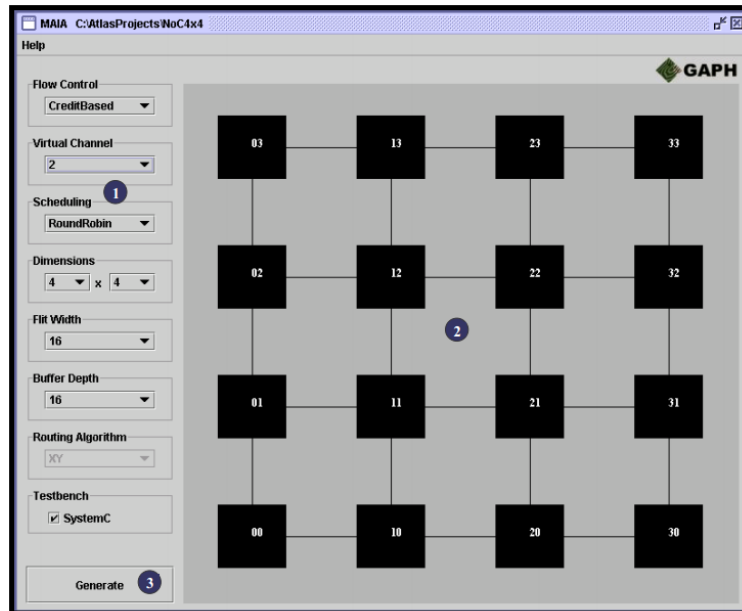 MAIA C:\AtlasProjects\NoC4x4
Help
GAPH
Flow Control
CreditBased
Virtual Channel
2
1
Scheduling
RoundRobin
Dimensions
4 x 4
Flit Width
16
Buffer Depth
16
Routing Algorithm
XY
Testbench
SystemC
Generate 3
03 13 23 33
02 12 22 32
2
01 11 21 31
00 10 20 30